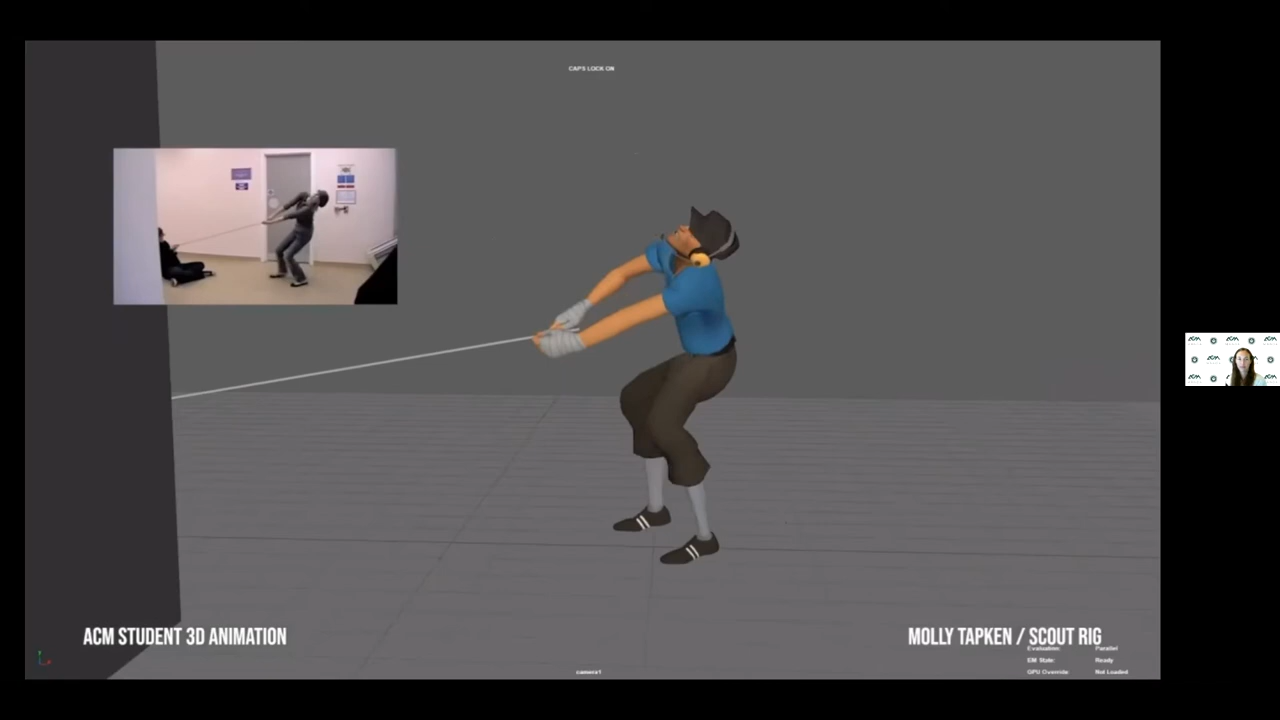 CAPS LOCK ON
ACM STUDENT 3D ANIMATION
MOLLY TAPKEN / SCOUT RIG
Evaluation: Parallel
EM State: Ready
GPU Override: Not Loaded
camera1
ACM